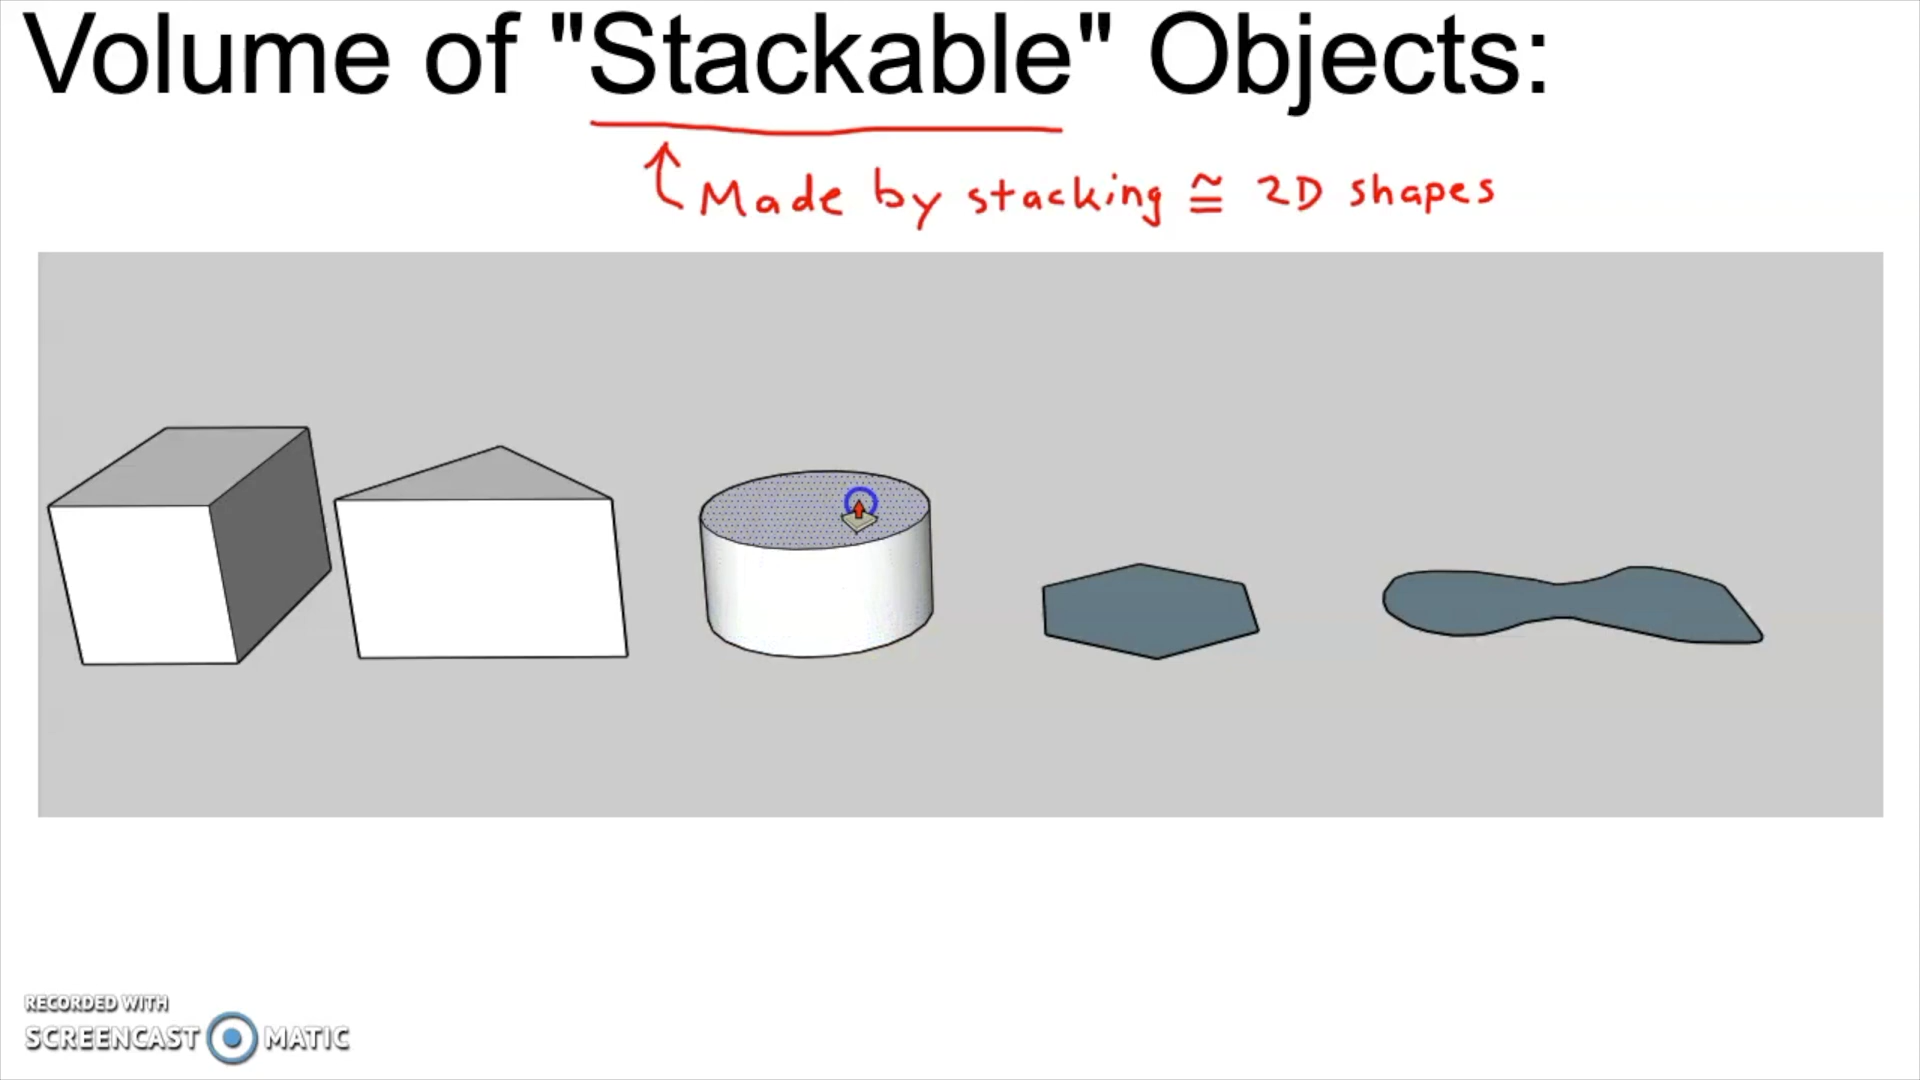 Volume of "Stackable" Objects:
Made by stacking ≅ 2D shapes
RECORDED WITH
SCREENCAST MATIC